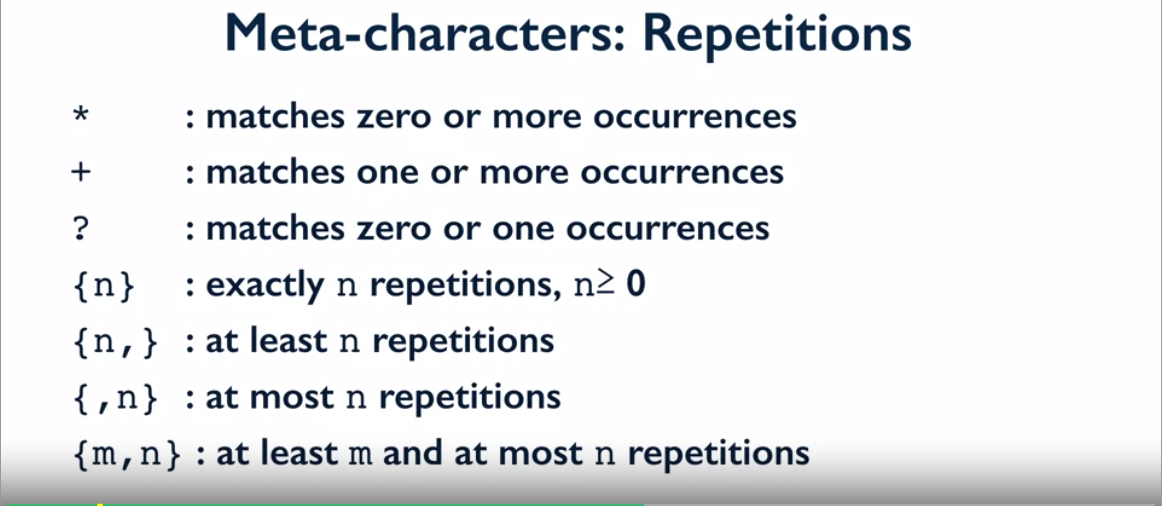 Meta-characters: Repetitions
* : matches zero or more occurrences
+ : matches one or more occurrences
? : matches zero or one occurrences
{n} : exactly n repetitions, n≥ 0
{n,} : at least n repetitions
{,n} : at most n repetitions
{m,n} : at least m and at most n repetitions